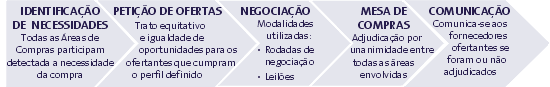 IDENTIFICAÇÃO
DE NECESSIDADES
Todas as Áreas de
Compras participam
detectada a necessidade
da compra
PETIÇÃO DE OFERTAS
Trato equitativo
e igualdade de
oportunidades para os
ofertantes que cumpram
o perfil definido
NEGOCIAÇÃO
Modalidades
utilizadas:
• Rodadas de
negociação
• Leilões
MESA DE
COMPRAS
Adjudicação por
unanimidade entre
todas as áreas
envolvidas
COMUNICAÇÃO
Comunica-se aos
fornecedores
ofertantes se
foram ou não
adjudicados